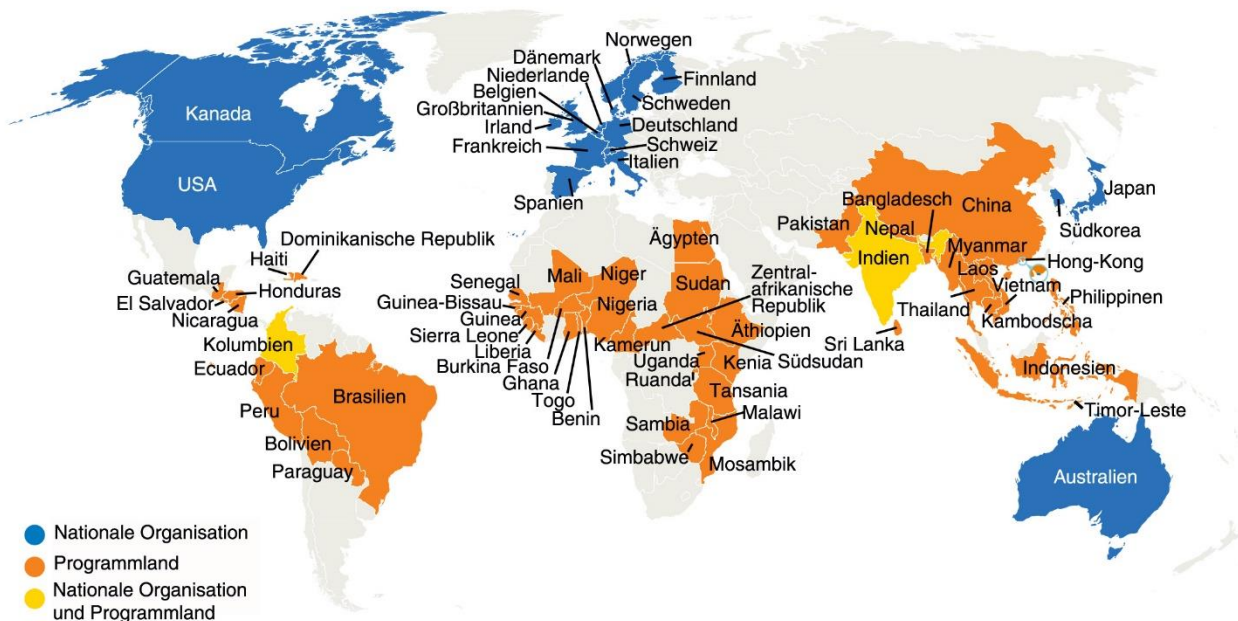 Norwegen
Dänemark
Niederlande
Finnland
Belgien
Schweden
Großbritannien
Kanada
Irland
Deutschland
Frankreich
Schweiz
Italien
USA
Spanien
Bangladesch
China
Japan
Pakistan
Nepal
Südkorea
Dominikanische Republik
Ägypten
Myanmar
Indien
Haiti
Hong-Kong
Guatemala
Mali
Niger
Zentral-
afrikanische
Republik
Laos
Senegal
Sudan
Honduras
Vietnam
El Salvador
Guinea-Bissau
Nigeria
Thailand
Philippinen
Nicaragua
Guinea
Äthiopien
Kambodscha
Sierra Leone
Kolumbien
Liberia
Kamerun
Sri Lanka
Burkina Faso
Uganda
Kenia
Südsudan
Ecuador
Ghana
Ruanda
Indonesien
Togo
Tansania
Brasilien
Peru
Benin
Malawi
Timor-Leste
Sambia
Bolivien
Simbabwe
Mosambik
Paraguay
Australien
Nationale Organisation
Programmland
Nationale Organisation
und Programmland